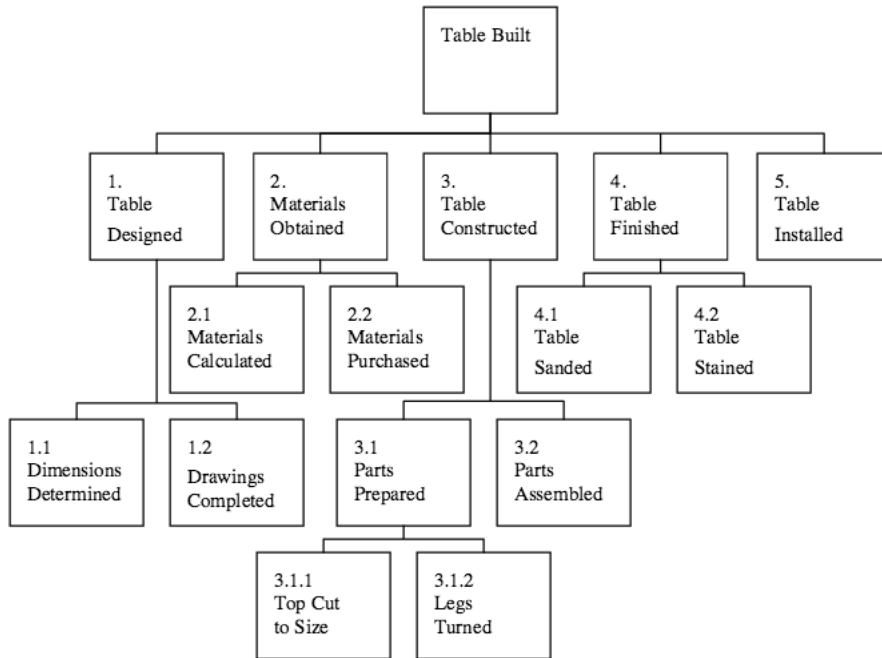 Table Built
1.
Table
Designed
2.
Materials
Obtained
3.
Table
Constructed
4.
Table
Finished
5.
Table
Installed
2.1
Materials
Calculated
2.2
Materials
Purchased
4.1
Table
Sanded
4.2
Table
Stained
1.1
Dimensions
Determined
1.2
Drawings
Completed
3.1
Parts
Prepared
3.2
Parts
Assembled
3.1.1
Top Cut
to Size
3.1.2
Legs
Turned